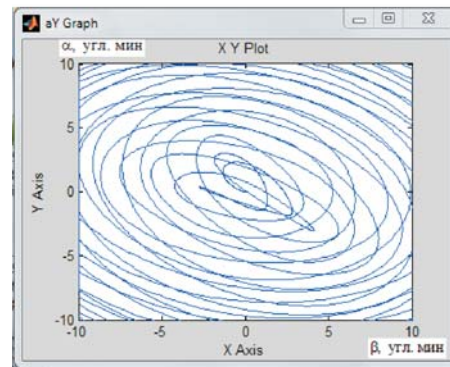 aY Graph
α, угл. мин
X Y Plot
10
5
0
-5
-10
Y Axis
-10
-5
0
5
10
X Axis
β, угл. мин